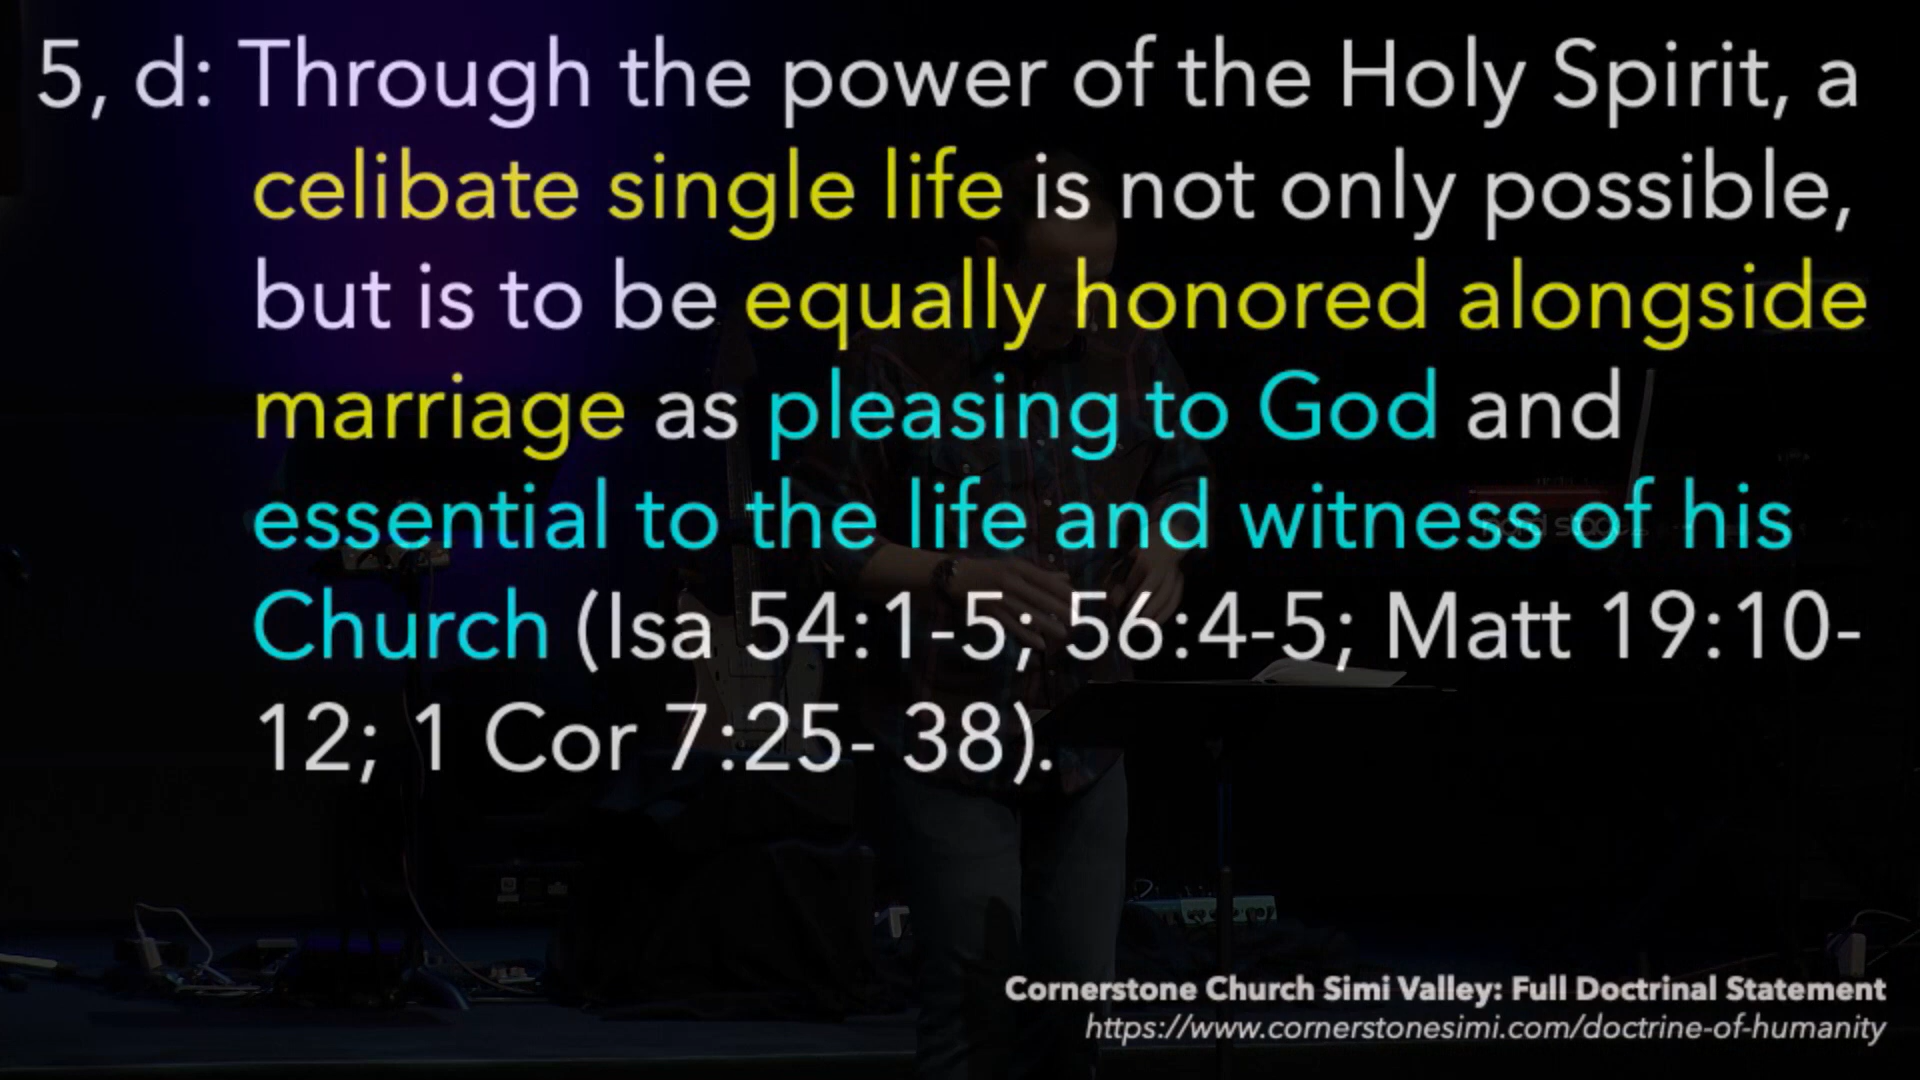 5, d: Through the power of the Holy Spirit, a
celibate single life is not only possible,
but is to be equally honored alongside
marriage as pleasing to God and
essential to the life and witness of his
Church (Isa 54:1-5; 56:4-5; Matt 19:10-
12; 1 Cor 7:25- 38).
Cornerstone Church Simi Valley: Full Doctrinal Statement
https://www.cornerstonesimi.com/doctrine-of-humanity